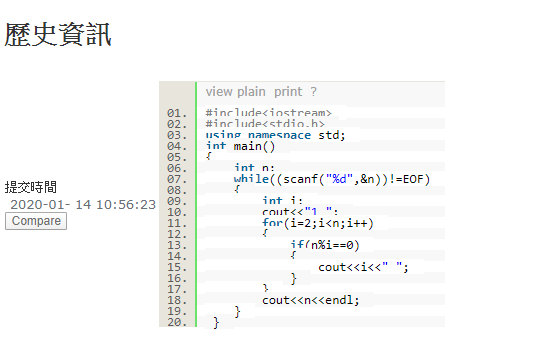 歷史資訊
view plain print ?
01. #include<iostream>
02. #include<stdio.h>
03. using namespace std;
04. int main()
05. {
06. int n;
07. while((scanf("%d",&n))!=EOF)
08. {
09. int i;
10. cout<<"1 ";
11. for(i=2;i<n;i++)
12. {
13. if(n%i==0)
14. {
15. cout<<i<<" ";
16. }
17. }
18. cout<<n<<endl;
19. }
20. }
提交時間
2020-01- 14 10:56:23
Compare